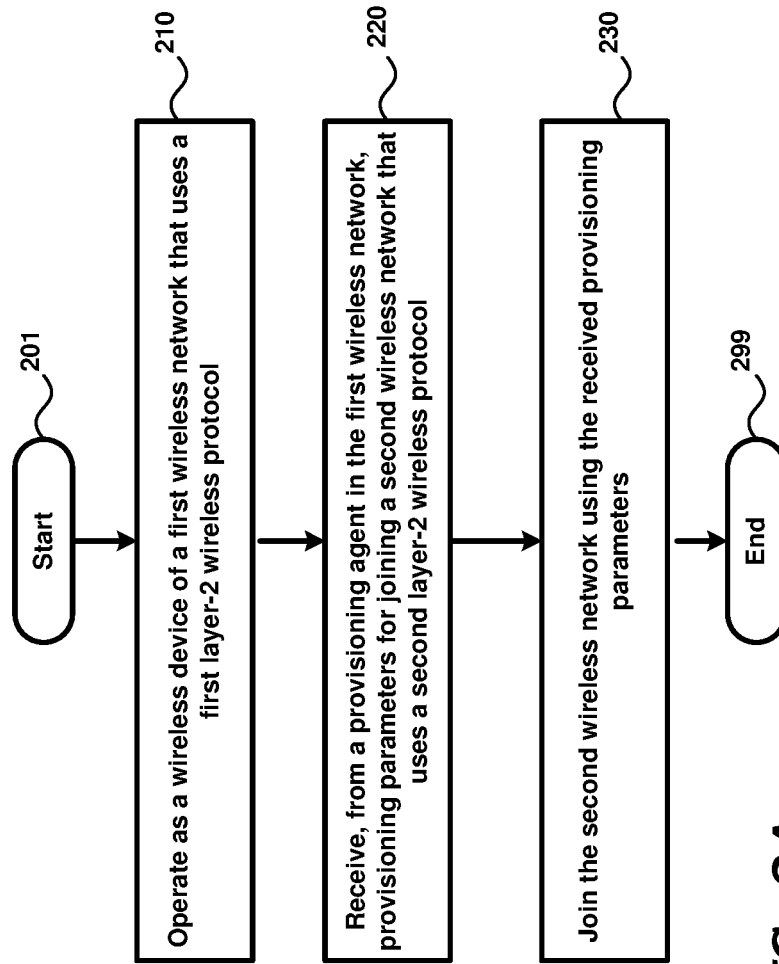 Start
201
Operate as a wireless device of a first wireless network that uses a
first layer-2 wireless protocol
210
Receive, from a provisioning agent in the first wireless network,
provisioning parameters for joining a second wireless network that
uses a second layer-2 wireless protocol
220
Join the second wireless network using the received provisioning
parameters
230
End
299